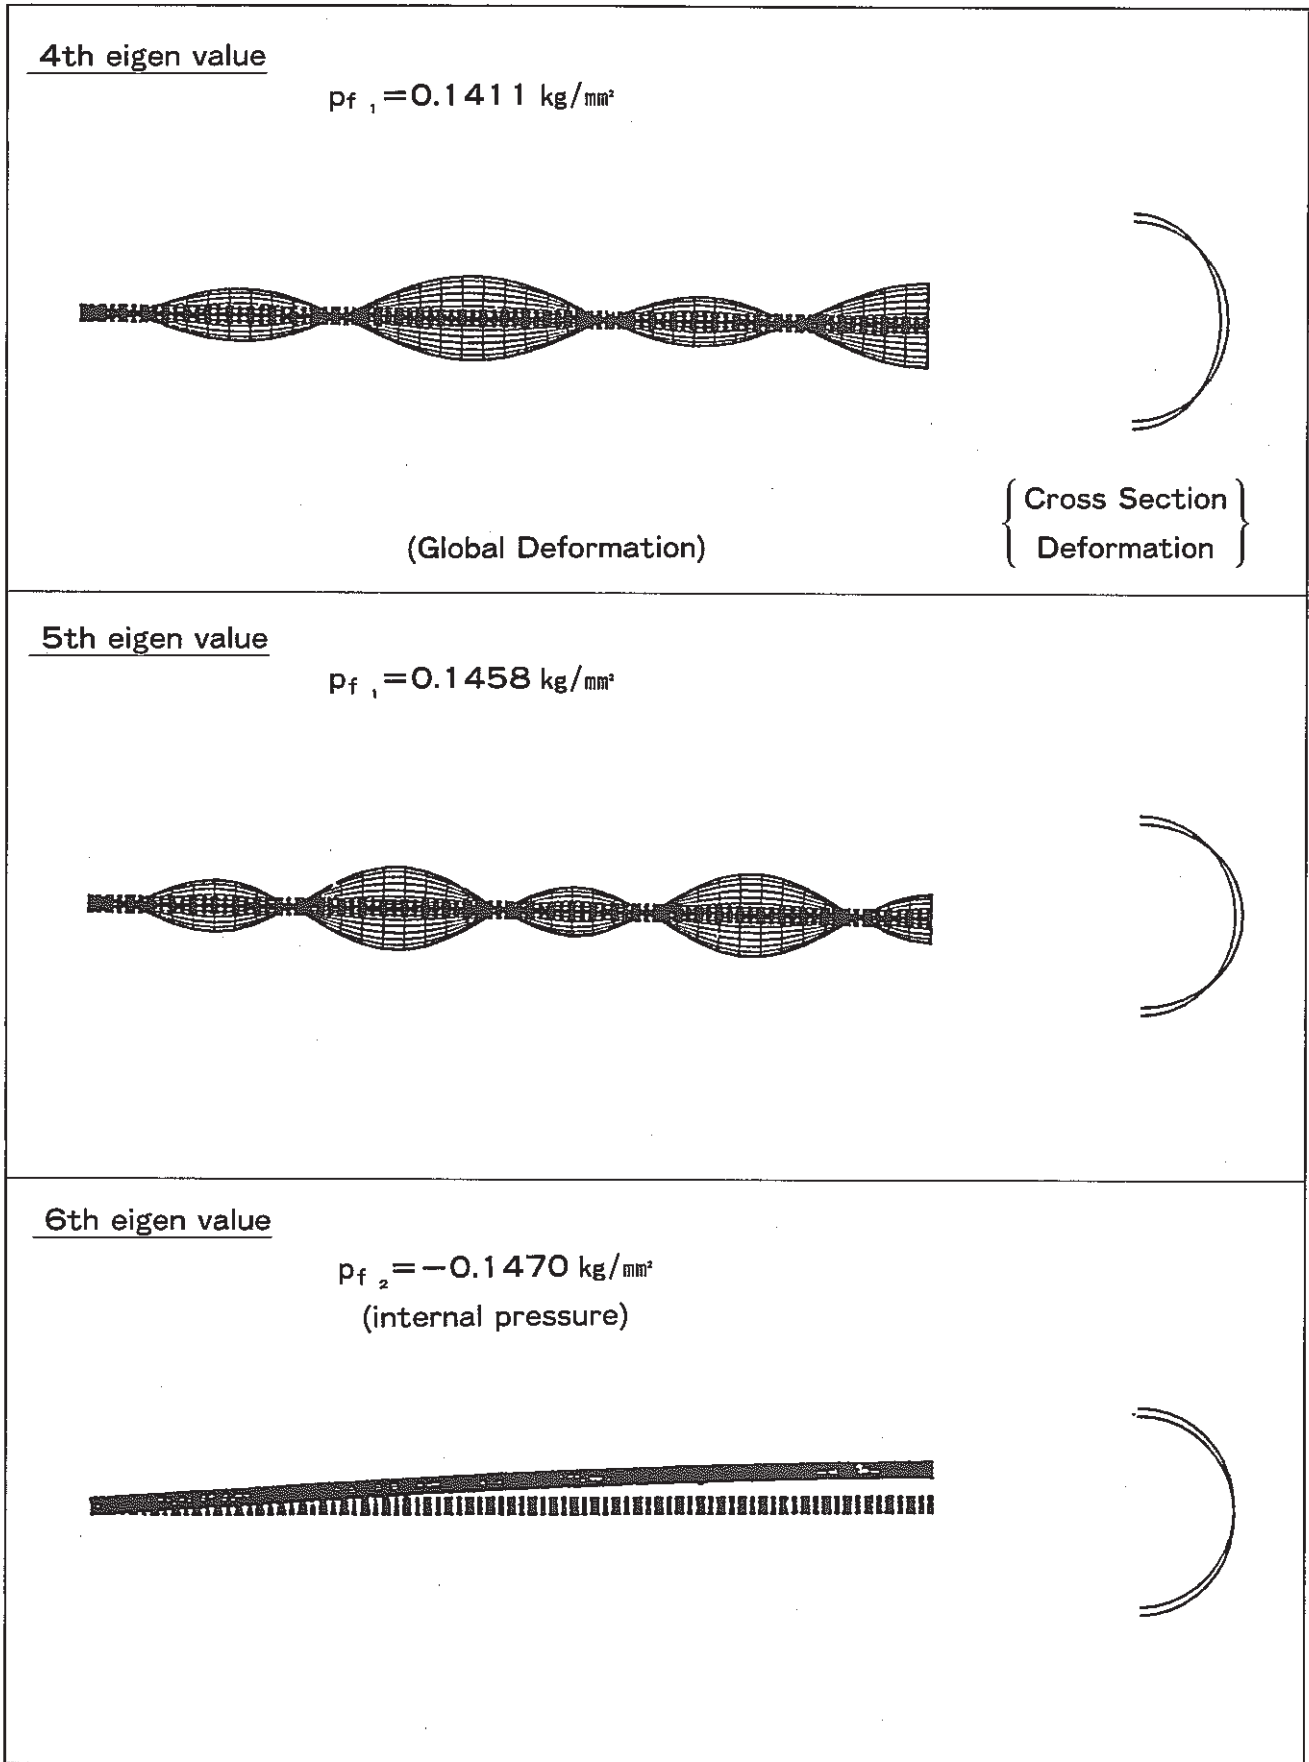 4th eigen value
pf ₁=0.1411 kg/mm²
(Global Deformation)
{ Cross Section
Deformation }
5th eigen value
pf ₁=0.1458 kg/mm²
6th eigen value
pf ₂=−0.1470 kg/mm²
(internal pressure)